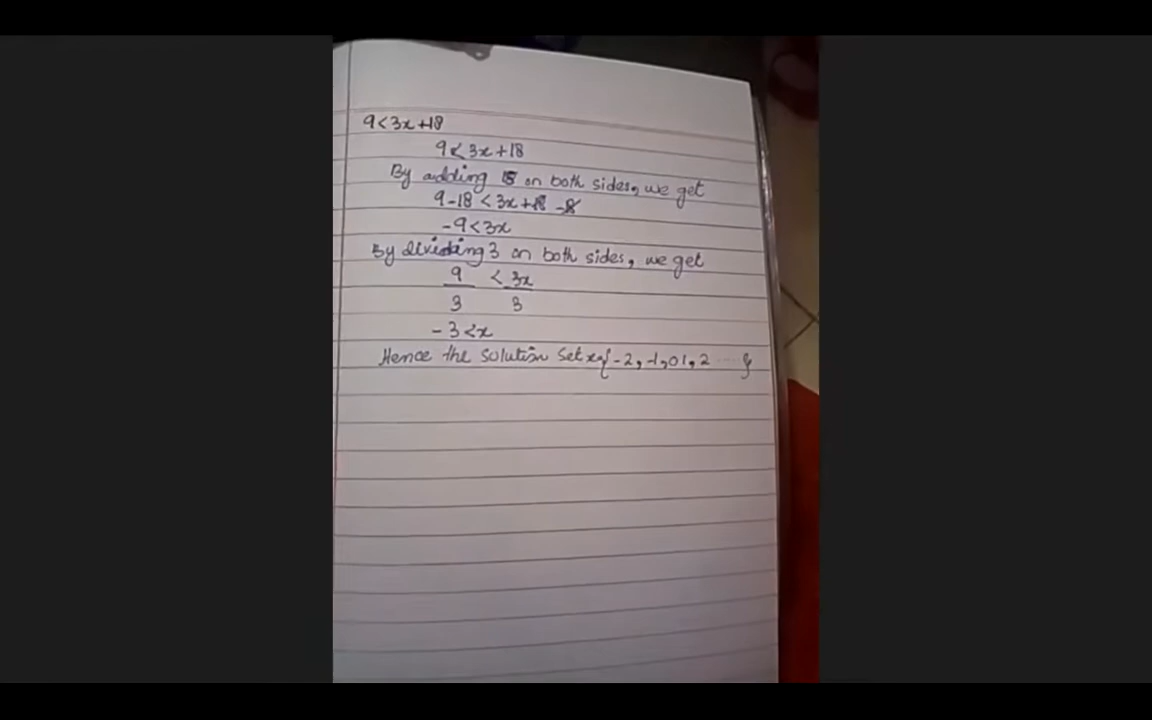 9<3x+18
9<3x+18
By adding 18 on both sides, we get
9-18<3x+18 -8
-9<3x
By dividing 3 on both sides, we get
9 < 3x
3 3
-3<x
Hence the solution set x {-2, -1, 0 1, 2 ... }